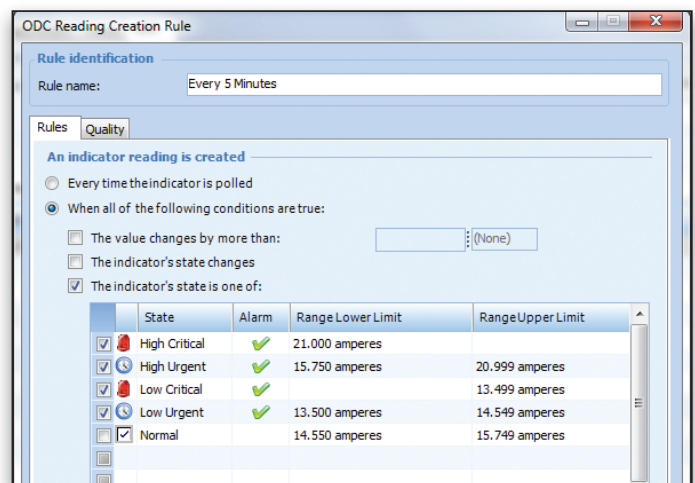 ODC Reading Creation Rule
Rule identification
Rule name: Every 5 Minutes
Rules Quality
An indicator reading is created
Every time the indicator is polled
When all of the following conditions are true:
The value changes by more than: (None)
The indicator's state changes
The indicator's state is one of:
State Alarm Range Lower Limit Range Upper Limit
High Critical 21.000 amperes
High Urgent 15.750 amperes 20.999 amperes
Low Critical 13.499 amperes
Low Urgent 13.500 amperes 14.549 amperes
Normal 14.550 amperes 15.749 amperes